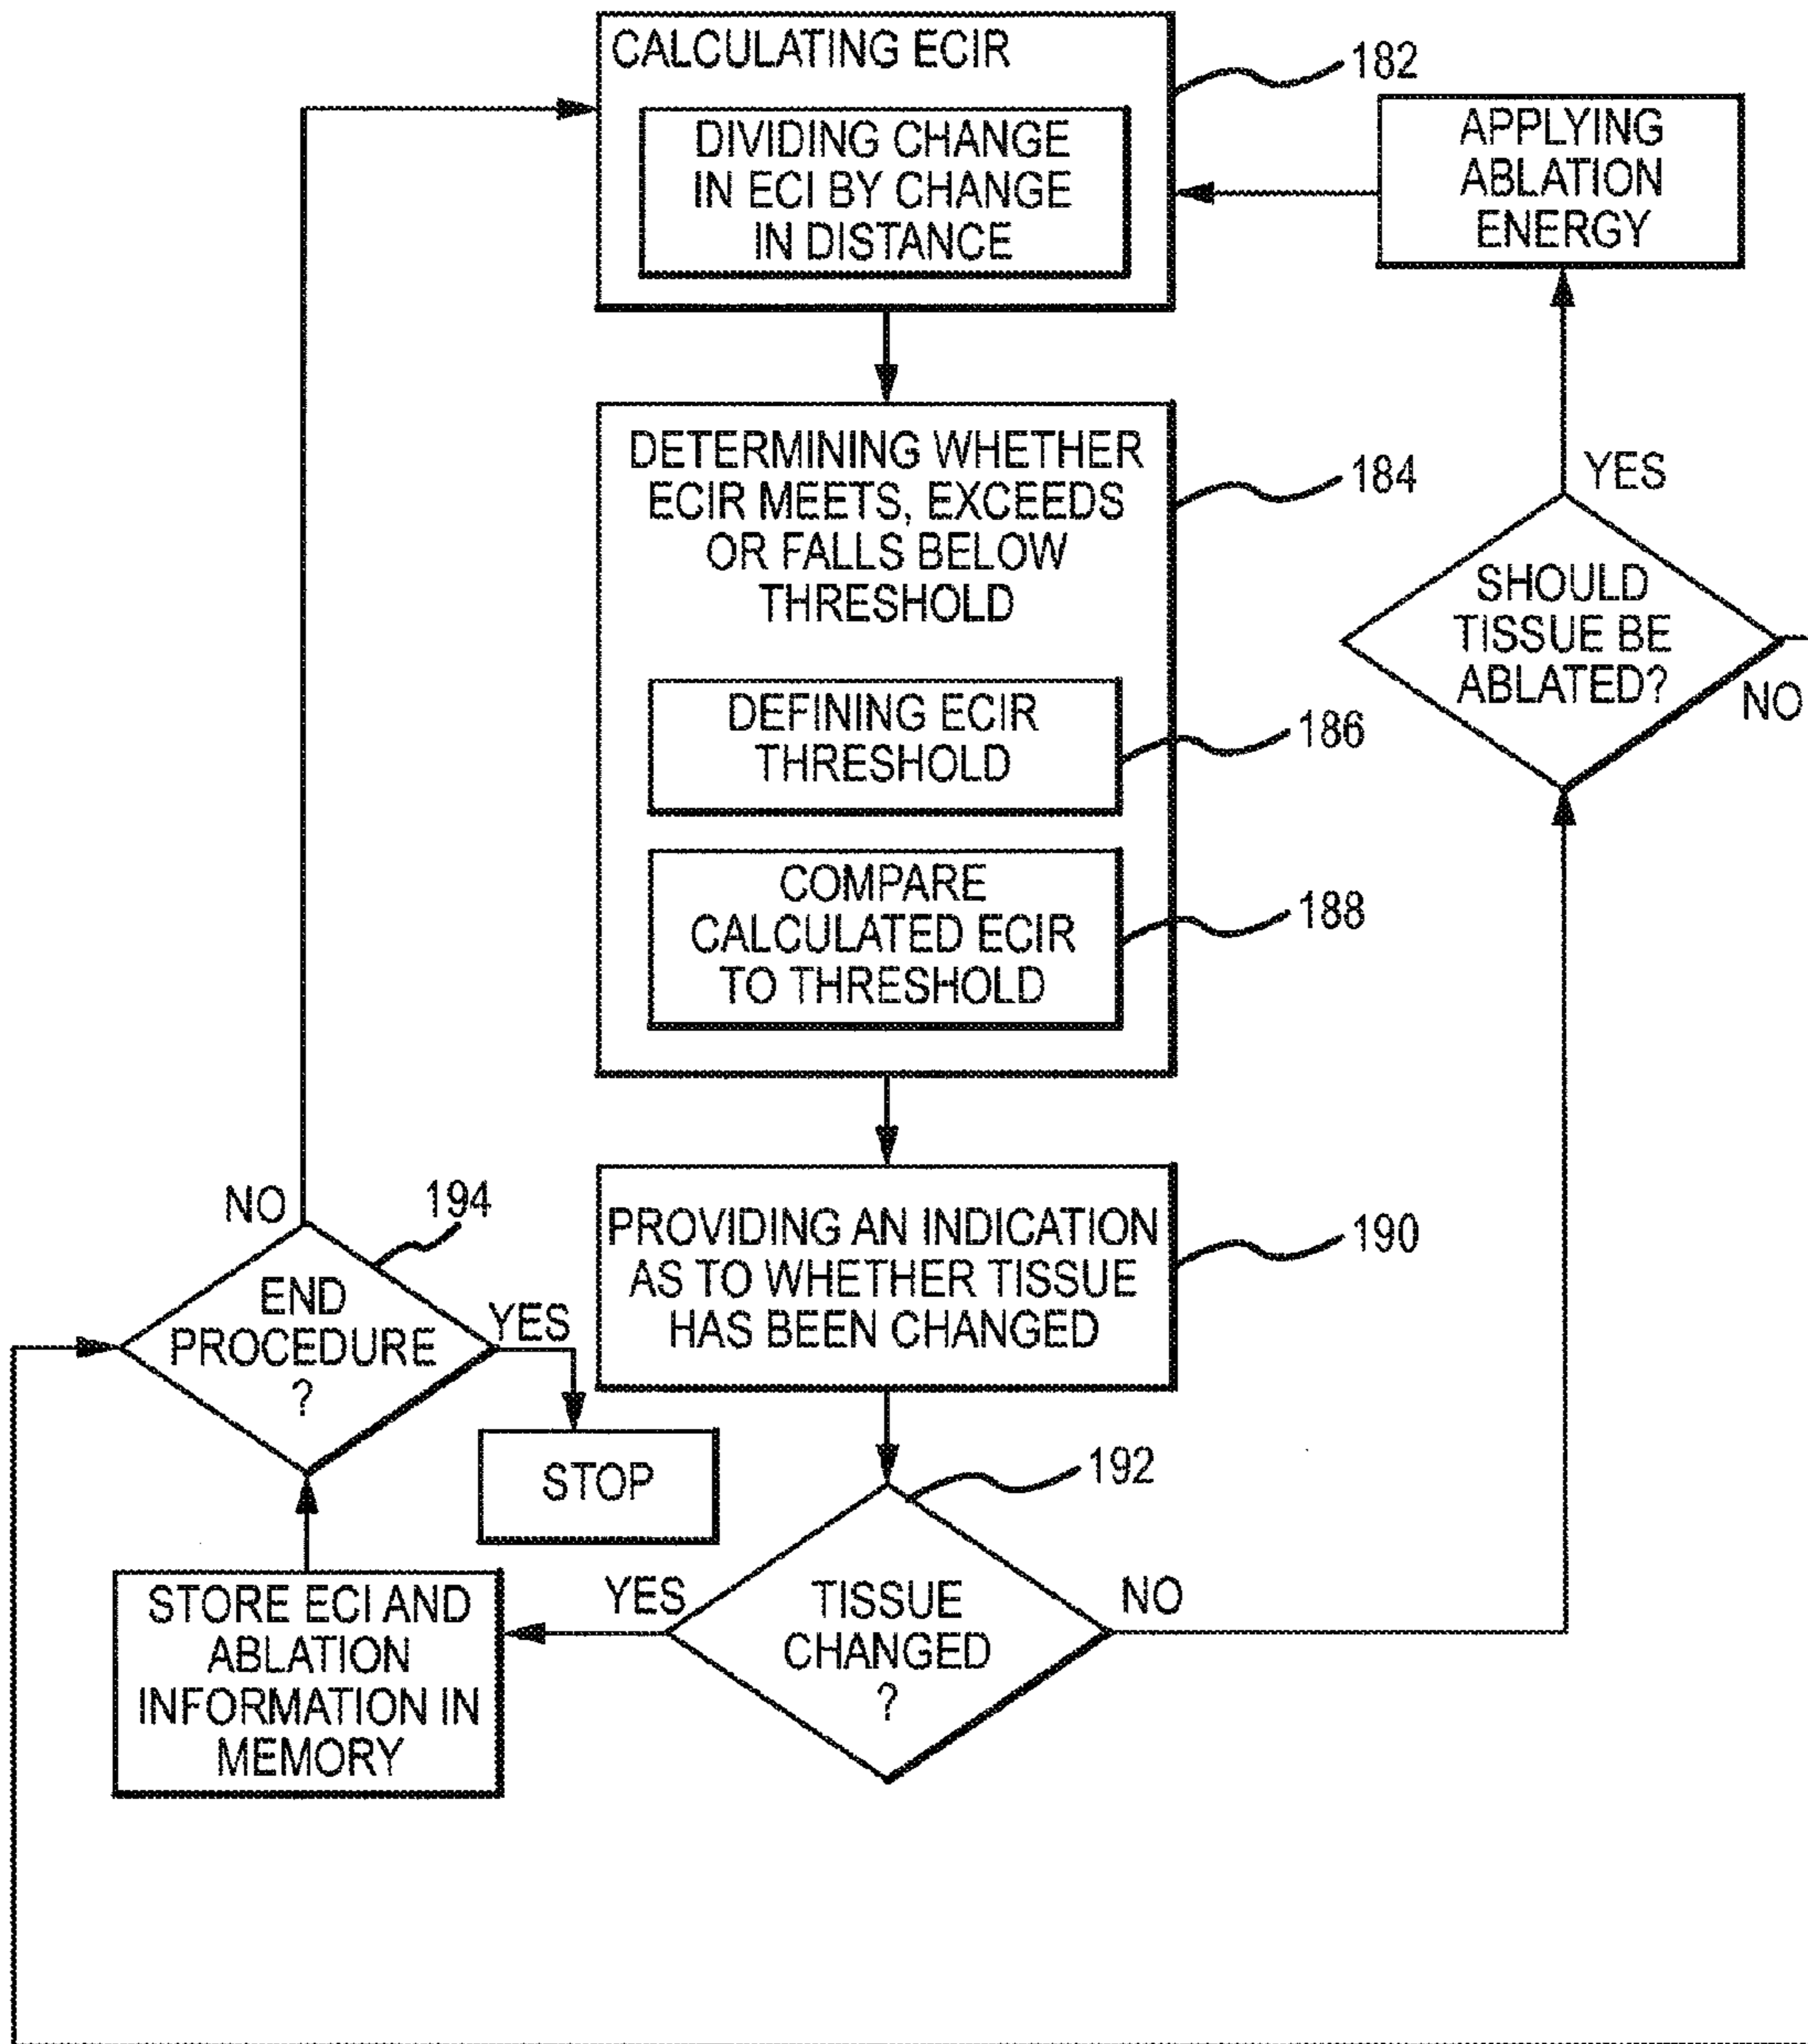 CALCULATING ECIR
182
DIVIDING CHANGE
IN ECI BY CHANGE
IN DISTANCE
APPLYING
ABLATION
ENERGY
DETERMINING WHETHER
ECIR MEETS, EXCEEDS
OR FALLS BELOW
THRESHOLD
184
YES
SHOULD
TISSUE BE
ABLATED?
NO
DEFINING ECIR
THRESHOLD
186
COMPARE
CALCULATED ECIR
TO THRESHOLD
188
NO
194
END
PROCEDURE
?
YES
PROVIDING AN INDICATION
AS TO WHETHER TISSUE
HAS BEEN CHANGED
190
STOP
192
STORE ECI AND
ABLATION
INFORMATION IN
MEMORY
YES
TISSUE
CHANGED
?
NO